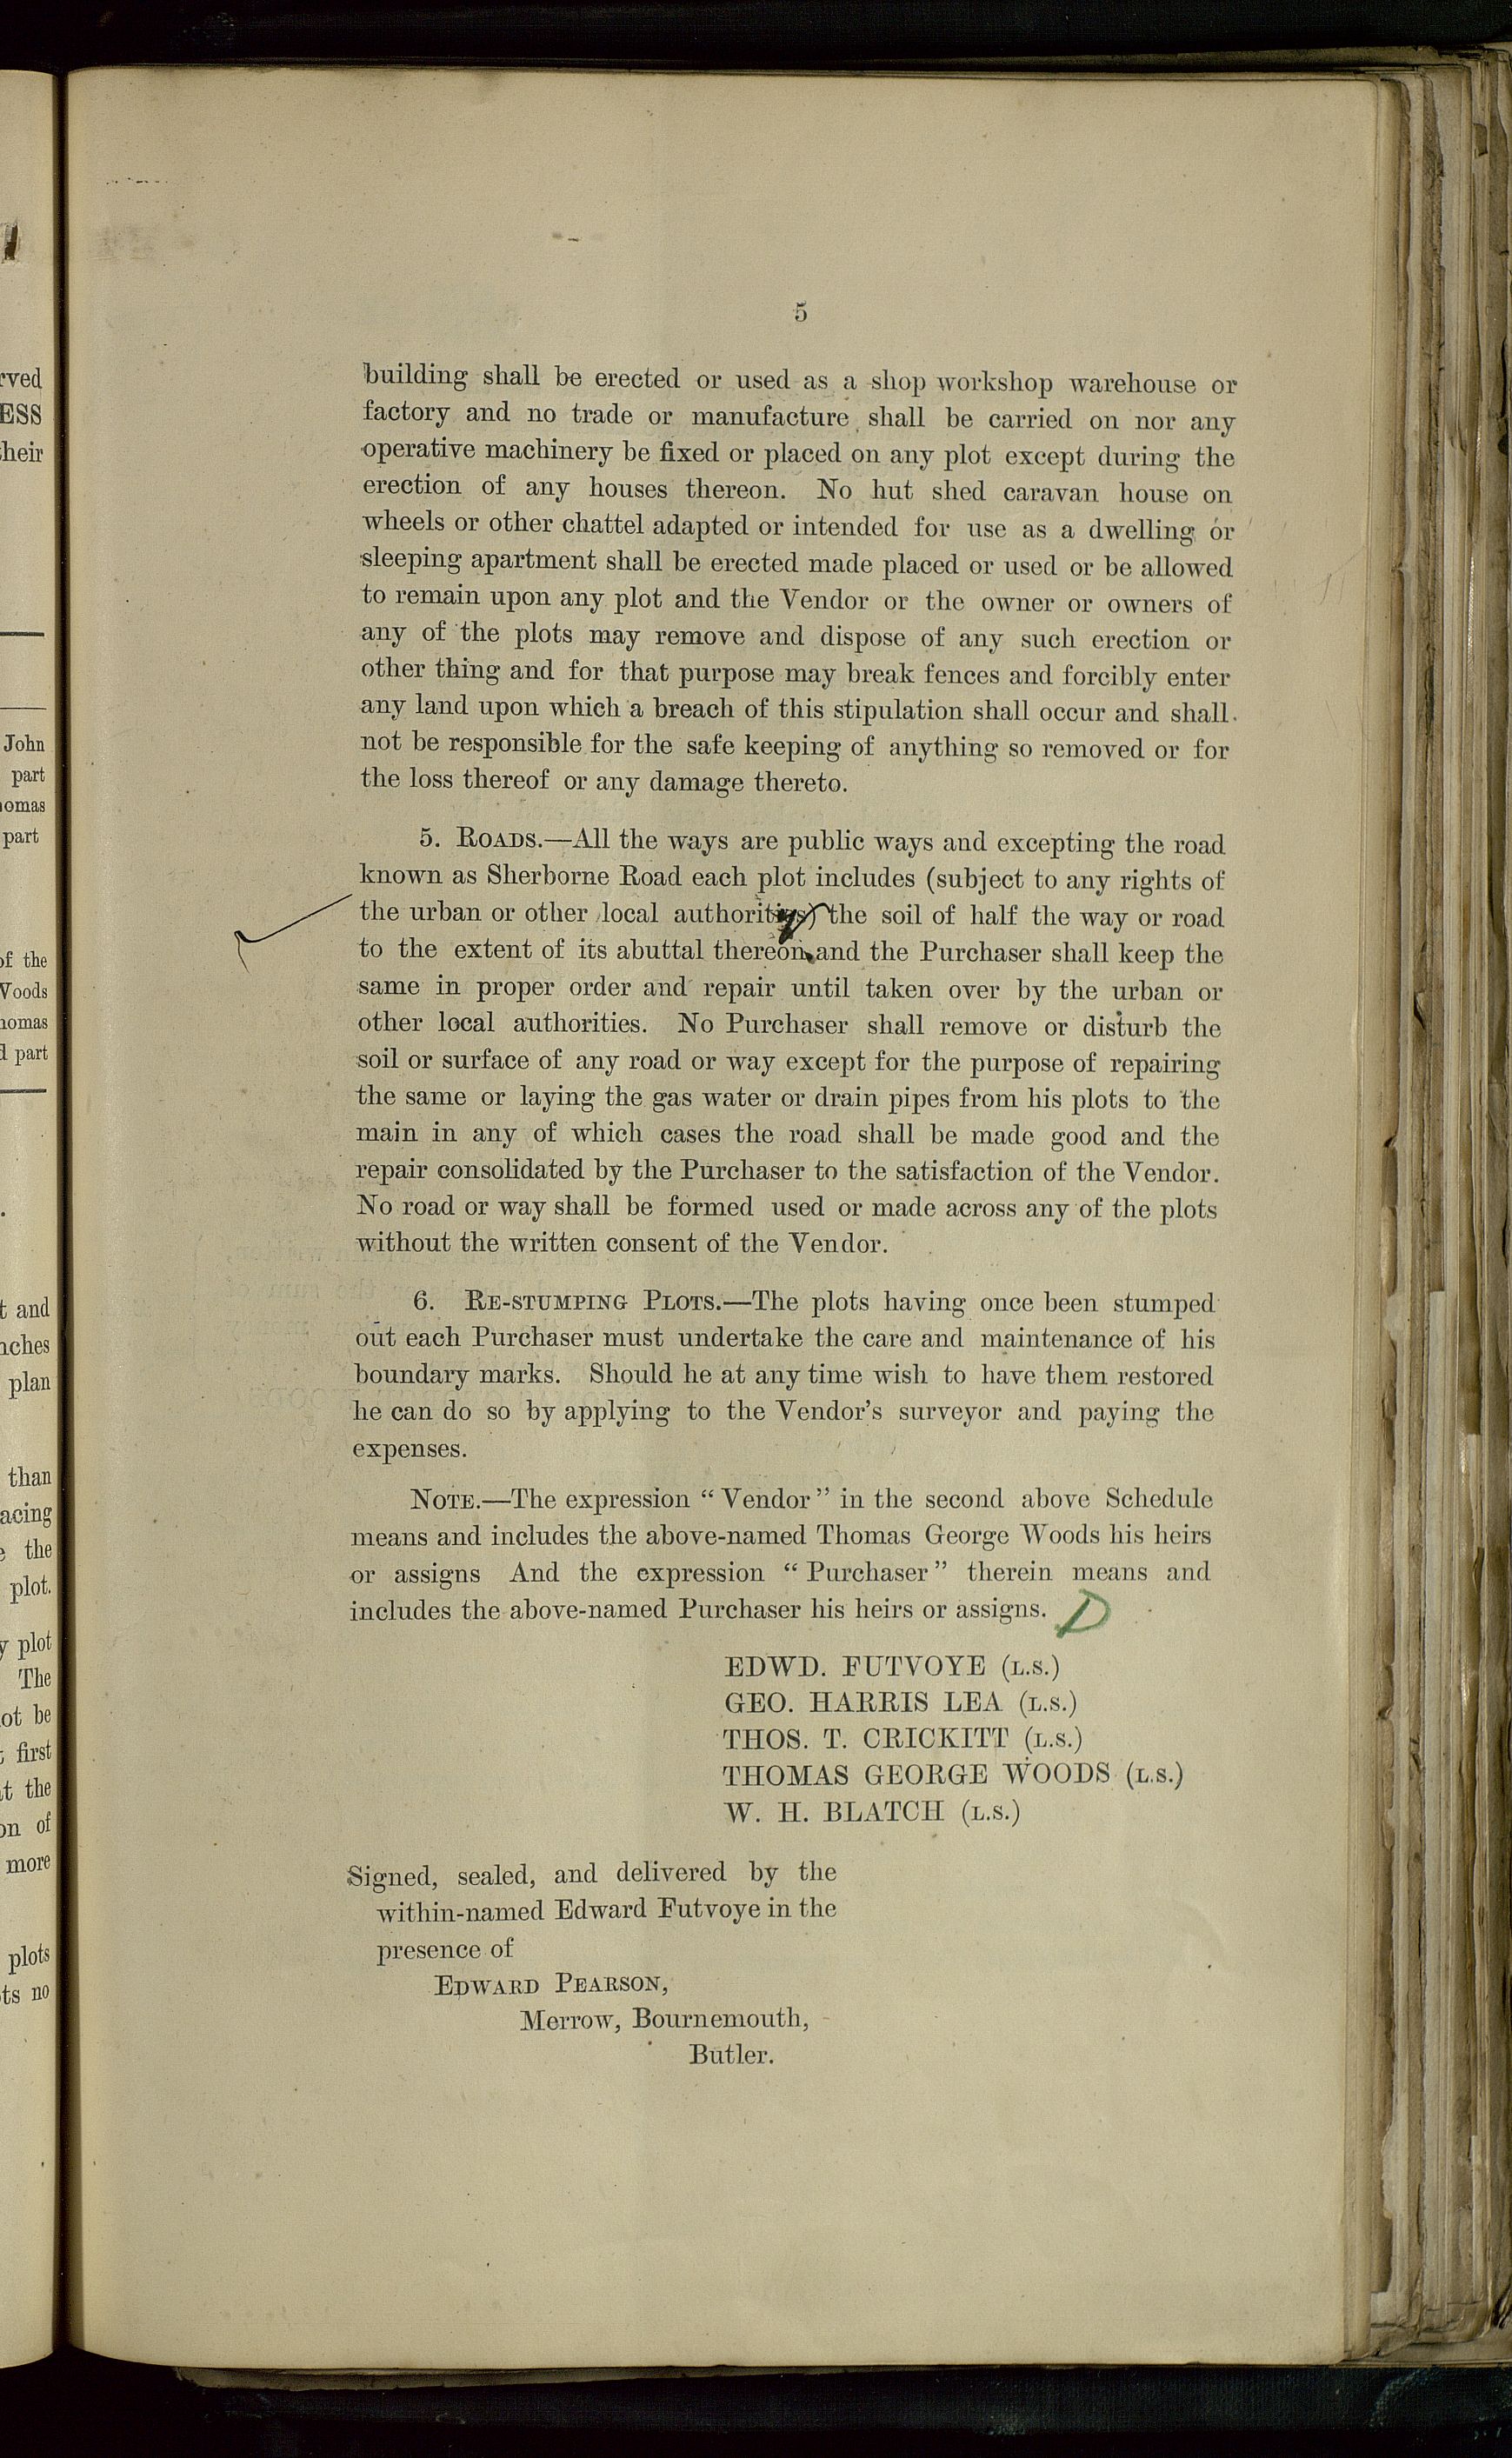 5
building shall be erected or used as a shop workshop warehouse or
factory and no trade or manufacture shall be carried on nor any
operative machinery be fixed or placed on any plot except during the
erection of any houses thereon. No hut shed caravan house on
wheels or other chattel adapted or intended for use as a dwelling or
sleeping apartment shall be erected made placed or used or be allowed
to remain upon any plot and the Vendor or the owner or owners of
any of the plots may remove and dispose of any such erection or
other thing and for that purpose may break fences and forcibly enter
any land upon which a breach of this stipulation shall occur and shall
not be responsible for the safe keeping of anything so removed or for
the loss thereof or any damage thereto.
5. ROADS.—All the ways are public ways and excepting the road
known as Sherborne Road each plot includes (subject to any rights of
the urban or other local authorities) the soil of half the way or road
to the extent of its abuttal thereon and the Purchaser shall keep the
same in proper order and repair until taken over by the urban or
other local authorities. No Purchaser shall remove or disturb the
soil or surface of any road or way except for the purpose of repairing
the same or laying the gas water or drain pipes from his plots to the
main in any of which cases the road shall be made good and the
repair consolidated by the Purchaser to the satisfaction of the Vendor.
No road or way shall be formed used or made across any of the plots
without the written consent of the Vendor.
6. RE-STUMPING PLOTS.—The plots having once been stumped
out each Purchaser must undertake the care and maintenance of his
boundary marks. Should he at any time wish to have them restored
he can do so by applying to the Vendor's surveyor and paying the
expenses.
NOTE.—The expression "Vendor" in the second above Schedule
means and includes the above-named Thomas George Woods his heirs
or assigns And the expression "Purchaser" therein means and
includes the above-named Purchaser his heirs or assigns. D
EDWD. FUTVOYE (L.S.)
GEO. HARRIS LEA (L.S.)
THOS. T. CRICKITT (L.S.)
THOMAS GEORGE WOODS (L.S.)
W. H. BLATCH (L.S.)
Signed, sealed, and delivered by the
within-named Edward Futvoye in the
presence of
EDWARD PEARSON,
Merrow, Bournemouth,
Butler.